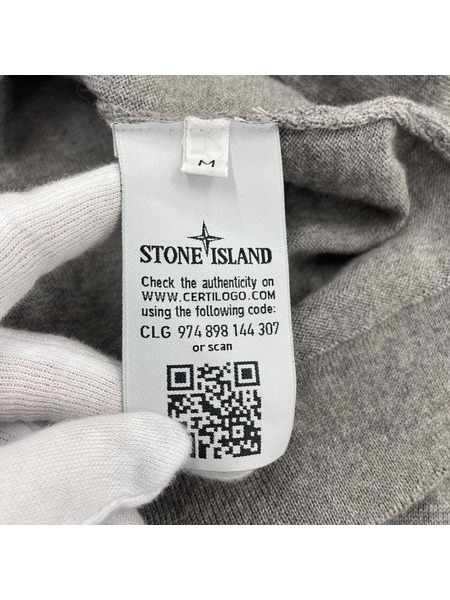 M
STONE ISLAND
Check the authenticity on
WWW.CERTILOGO.COM
using the following code:
CLG 974 898 144 307
or scan